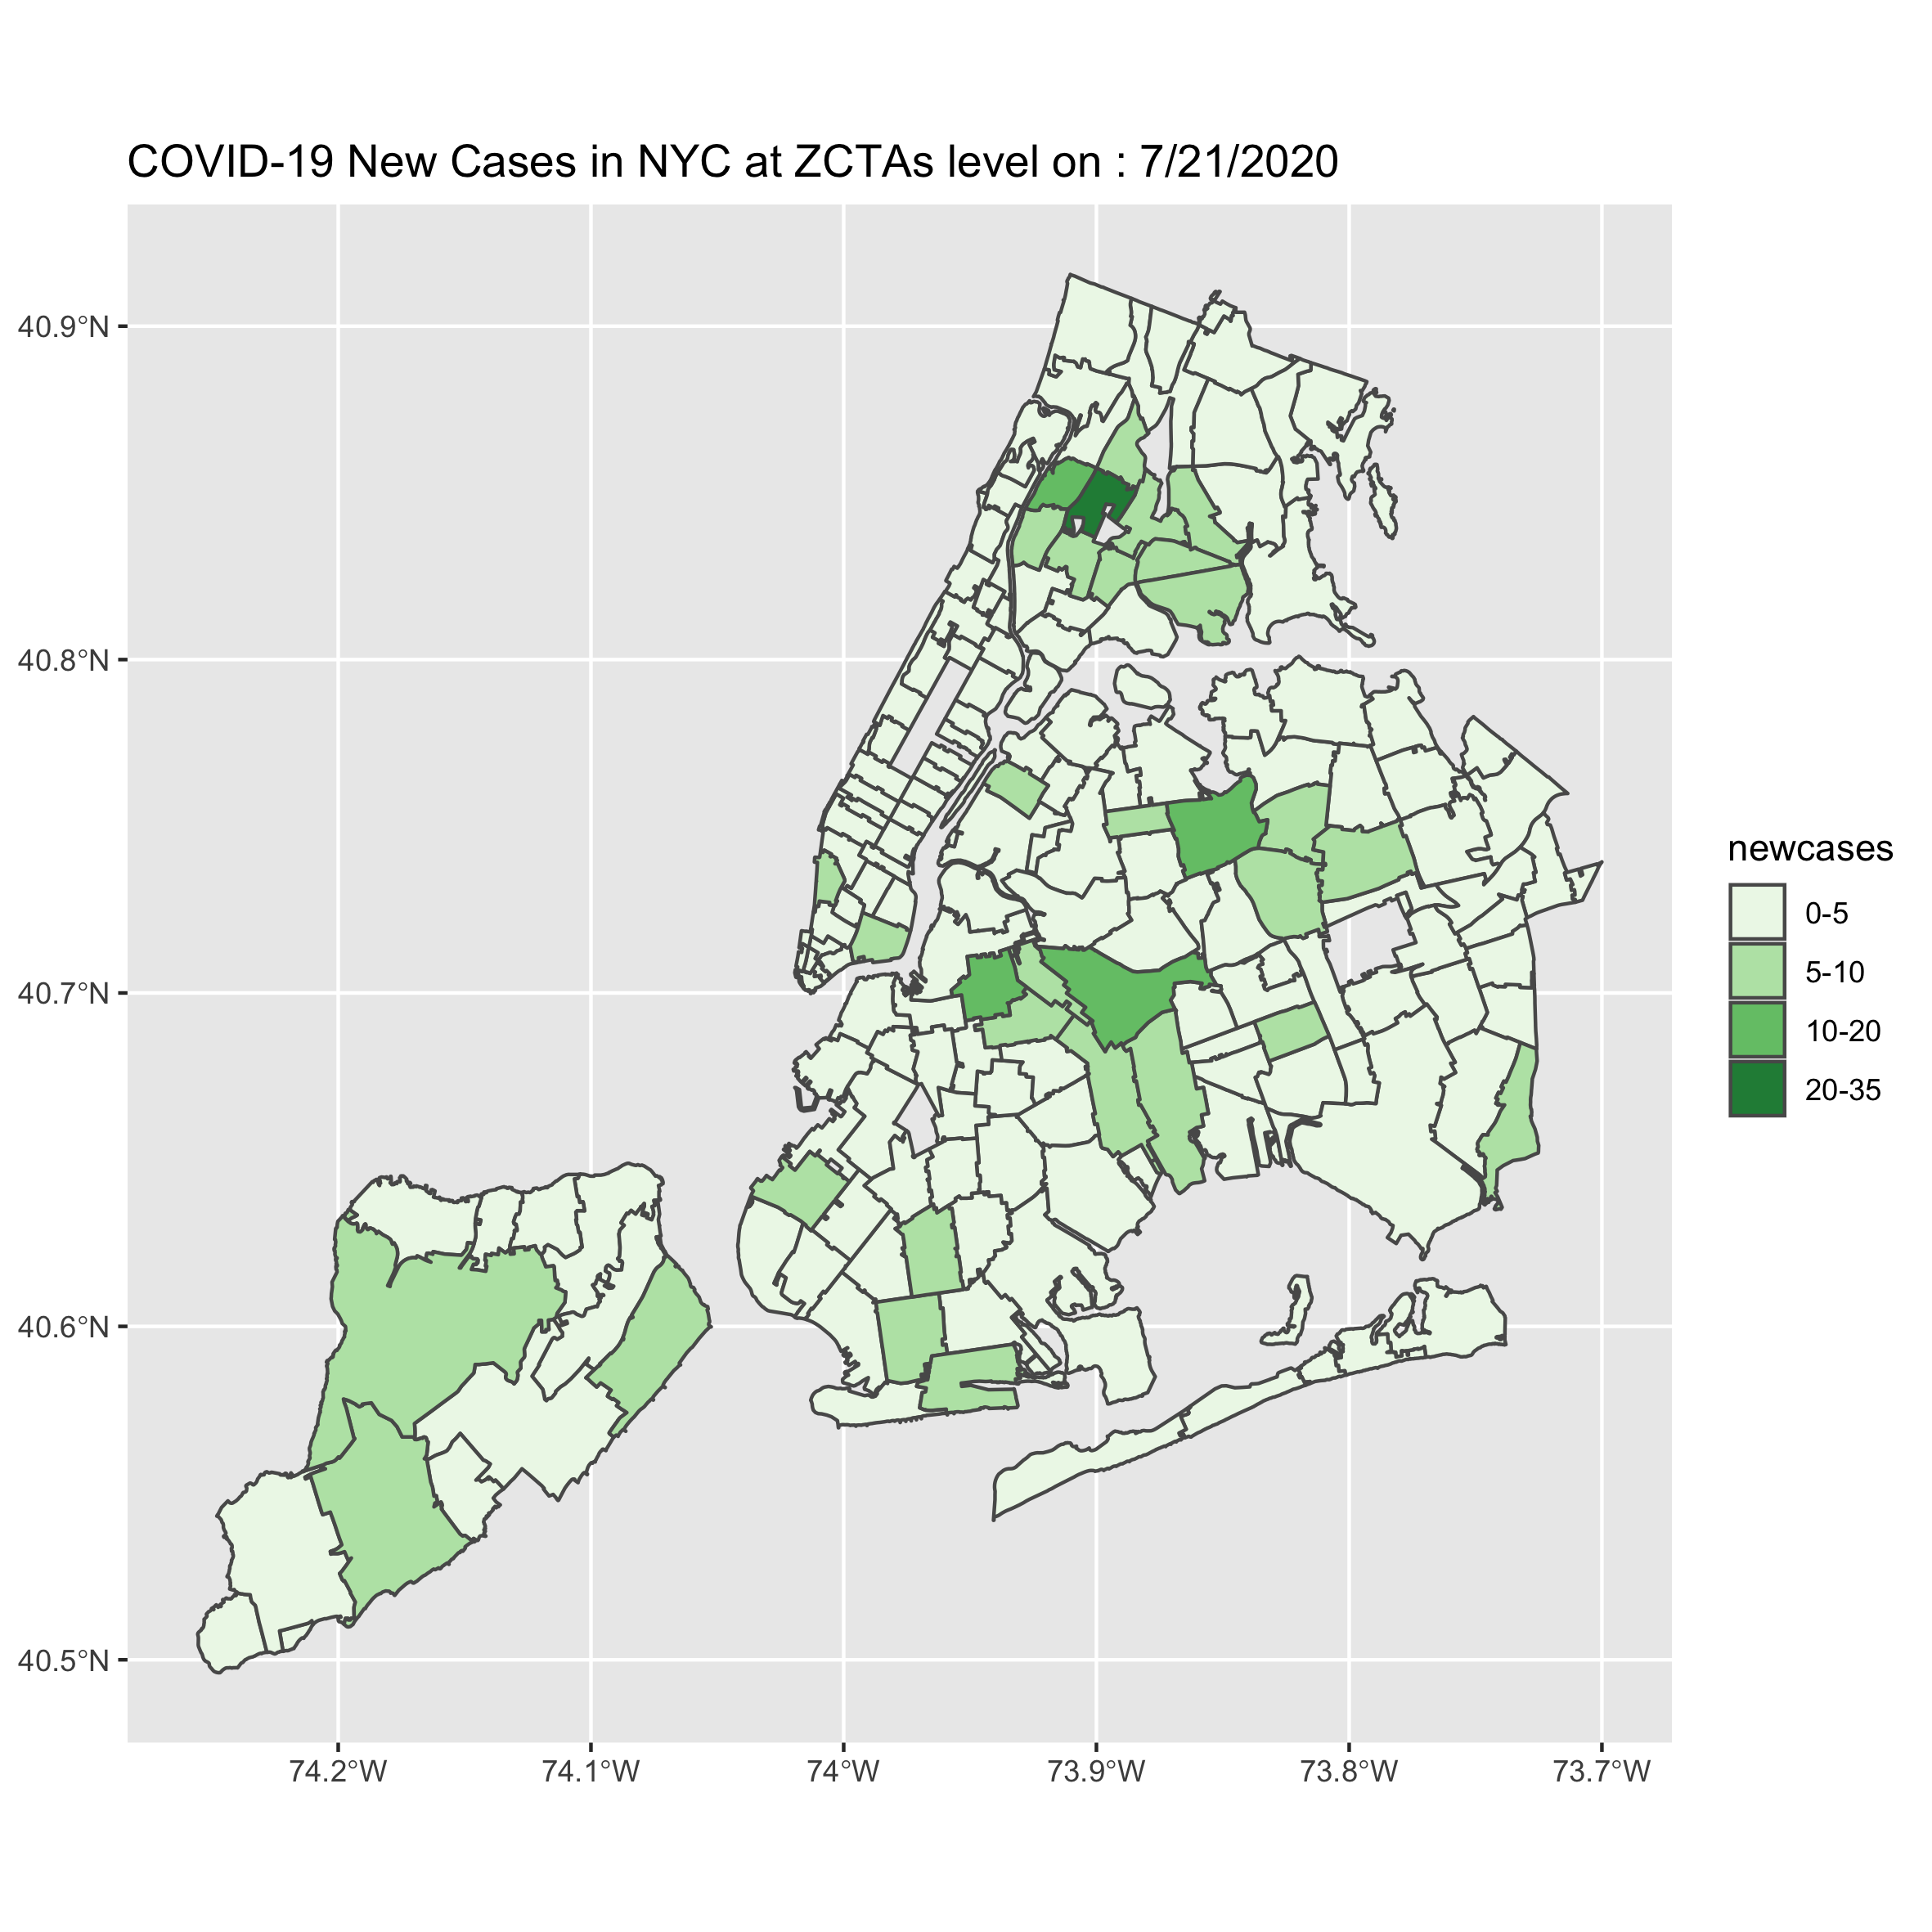 COVID-19 New Cases in NYC at ZCTAs level on : 7/21/2020
40.9°N
40.8°N
40.7°N
40.6°N
40.5°N
74.2°W
74.1°W
74°W
73.9°W
73.8°W
73.7°W
newcases
0-5
5-10
10-20
20-35